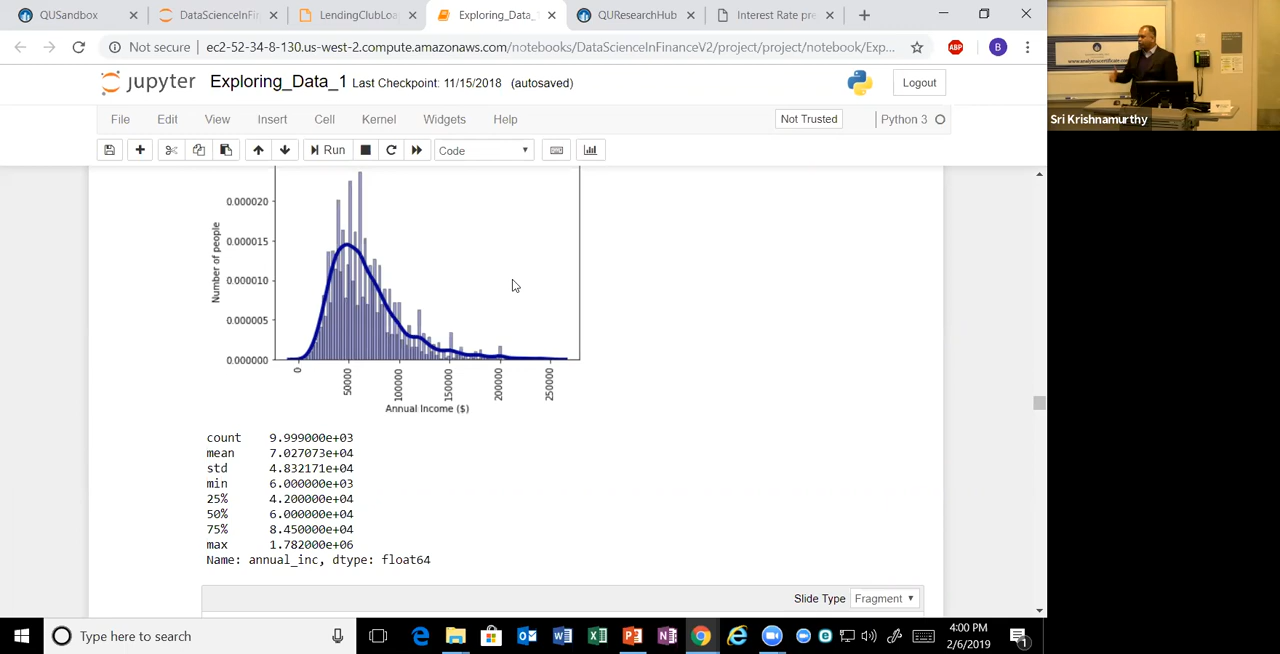 QUSandbox
DataScienceInFi
LendingClubLoa
Exploring_Data_
QUResearchHub
Interest Rate pre
Not secure
ec2-52-34-8-130.us-west-2.compute.amazonaws.com/notebooks/DataScienceInFinanceV2/project/project/notebook/Exp...
ABP
B
jupyter
Exploring_Data_1
Last Checkpoint: 11/15/2018 (autosaved)
Logout
File Edit View Insert Cell Kernel Widgets Help
Not Trusted
Python 3
Run
Code
0.000020
0.000015
0.000010
0.000005
0.000000
Number of people
0 50000 100000 150000 200000 250000
Annual Income ($)
count 9.999000e+03
mean 7.027073e+04
std 4.832171e+04
min 6.000000e+03
25% 4.200000e+04
50% 6.000000e+04
75% 8.450000e+04
max 1.782000e+06
Name: annual_inc, dtype: float64
Slide Type Fragment
Type here to search
4:00 PM
2/6/2019
1
www.analyticscertificate.com
Sri Krishnamurthy